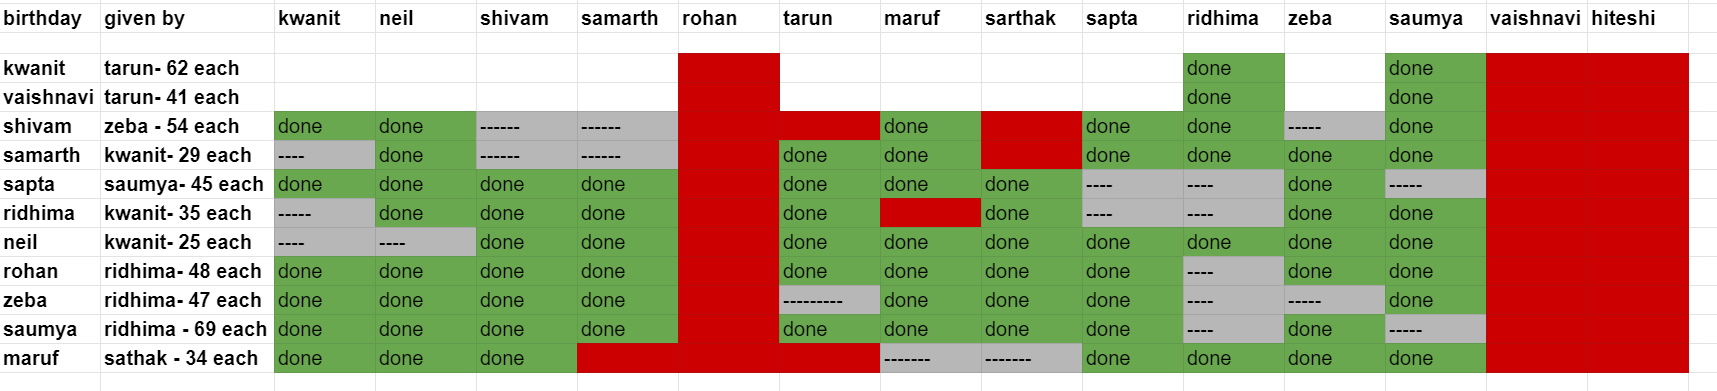 birthday given by kwanit neil shivam samarth rohan tarun maruf sarthak sapta ridhima zeba saumya vaishnavi hiteshi
kwanit tarun- 62 each done done
vaishnavi tarun- 41 each done done
shivam zeba - 54 each done done ------ ------ done done done ----- done
samarth kwanit- 29 each ---- done ------ ------ done done done done done done
sapta saumya- 45 each done done done done done done done ---- ---- done -----
ridhima kwanit- 35 each ----- done done done done done ---- ---- done done
neil kwanit- 25 each ---- ---- done done done done done done done done done
rohan ridhima- 48 each done done done done done done done done ---- done done
zeba ridhima- 47 each done done done done --------- done done done ---- ----- done
saumya ridhima - 69 each done done done done done done done done ---- done -----
maruf sathak - 34 each done done done ------- ------- done done done done